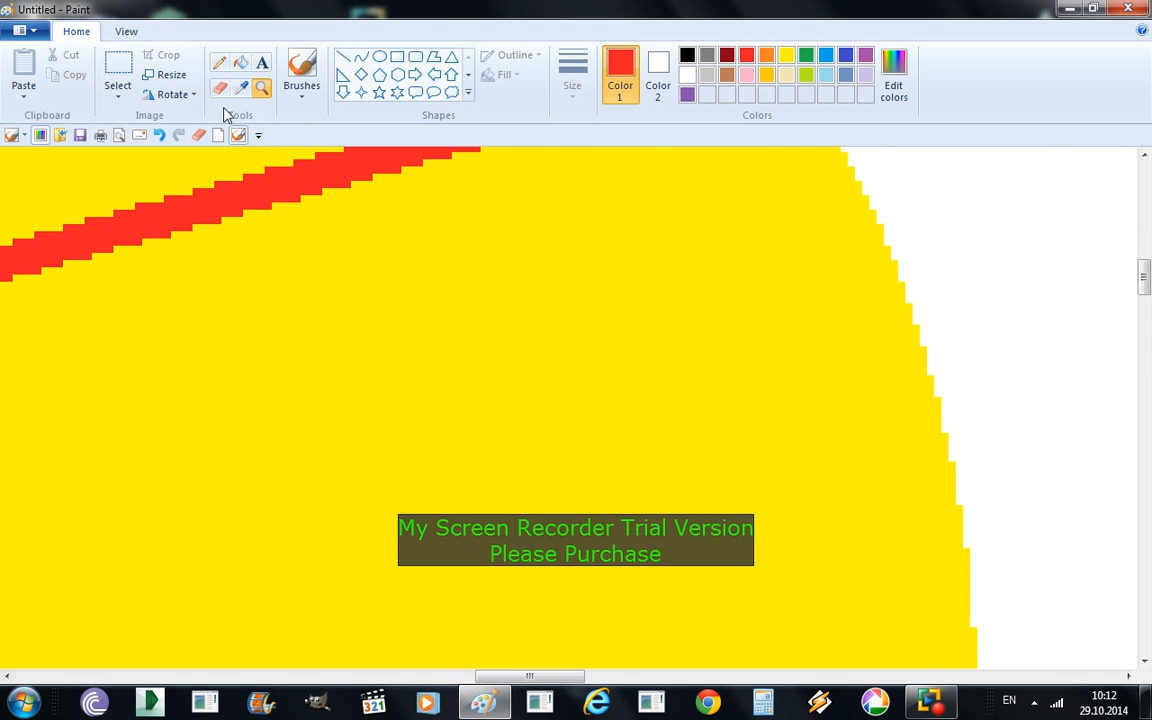 Untitled - Paint
Home
View
Cut
Copy
Paste
Clipboard
Crop
Resize
Rotate
Select
Image
A
Tools
Brushes
Shapes
Outline
Fill
Size
Color 1
Color 2
Edit colors
Colors
My Screen Recorder Trial Version
Please Purchase
321
EN
10:12
29.10.2014